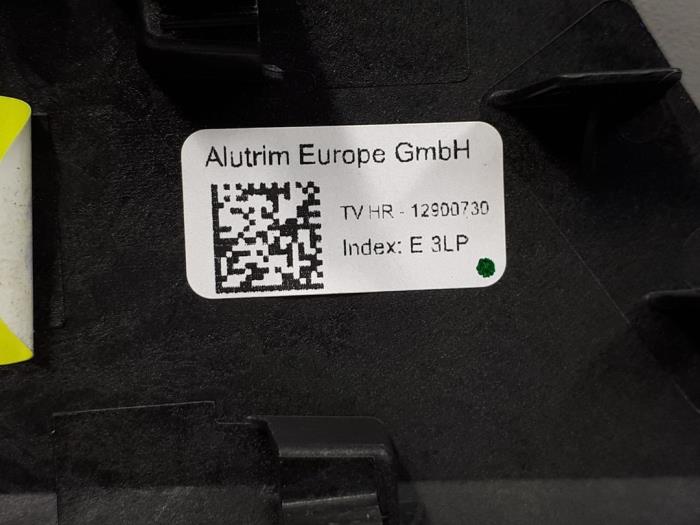 Alutrim Europe GmbH
TV HR - 12900730
Index: E 3LP